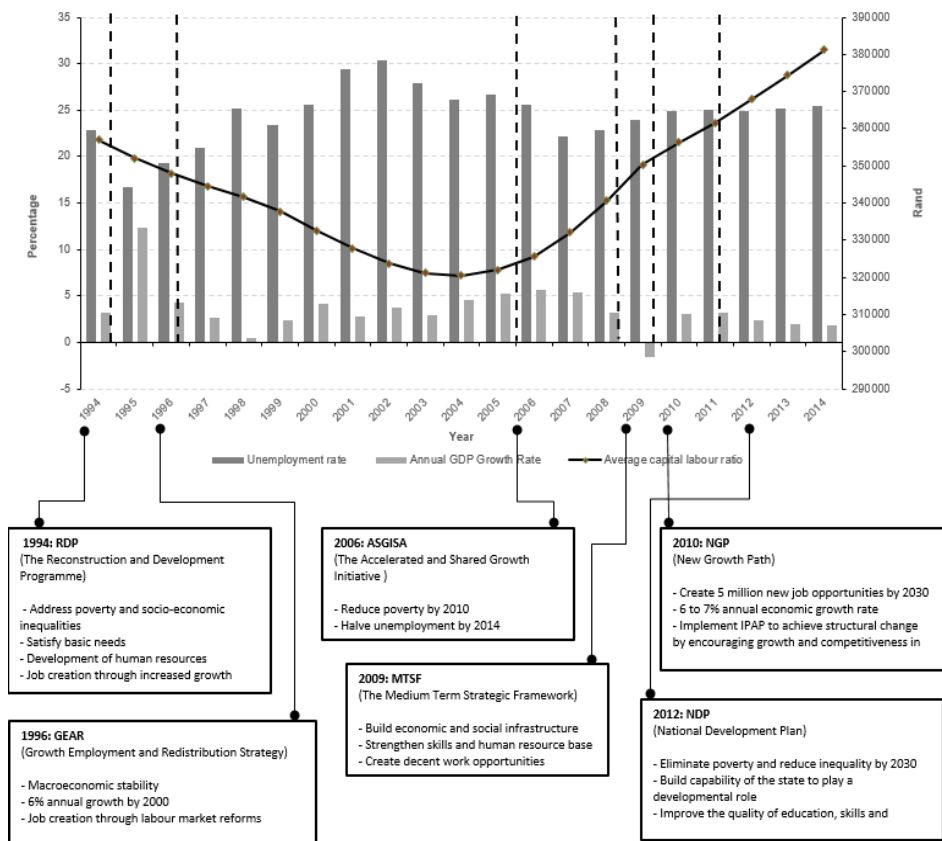 35
30
25
20
15
10
5
0
-5
Percentage
390000
380000
370000
360000
350000
340000
330000
320000
310000
300000
290000
Rand
1994 1995 1996 1997 1998 1999 2000 2001 2002 2003 2004 2005 2006 2007 2008 2009 2010 2011 2012 2013 2014
Year
Unemployment rate Annual GDP Growth Rate Average capital labour ratio
1994: RDP
(The Reconstruction and Development
Programme)
- Address poverty and socio-economic
inequalities
- Satisfy basic needs
- Development of human resources
- Job creation through increased growth
1996: GEAR
(Growth Employment and Redistribution Strategy)
- Macroeconomic stability
- 6% annual growth by 2000
- Job creation through labour market reforms
2006: ASGISA
(The Accelerated and Shared Growth
Initiative )
- Reduce poverty by 2010
- Halve unemployment by 2014
2009: MTSF
(The Medium Term Strategic Framework)
- Build economic and social infrastructure
- Strengthen skills and human resource base
- Create decent work opportunities
2010: NGP
(New Growth Path)
- Create 5 million new job opportunities by 2030
- 6 to 7% annual economic growth rate
- Implement IPAP to achieve structural change
by encouraging growth and competitiveness in
2012: NDP
(National Development Plan)
- Eliminate poverty and reduce inequality by 2030
- Build capability of the state to play a
developmental role
- Improve the quality of education, skills and